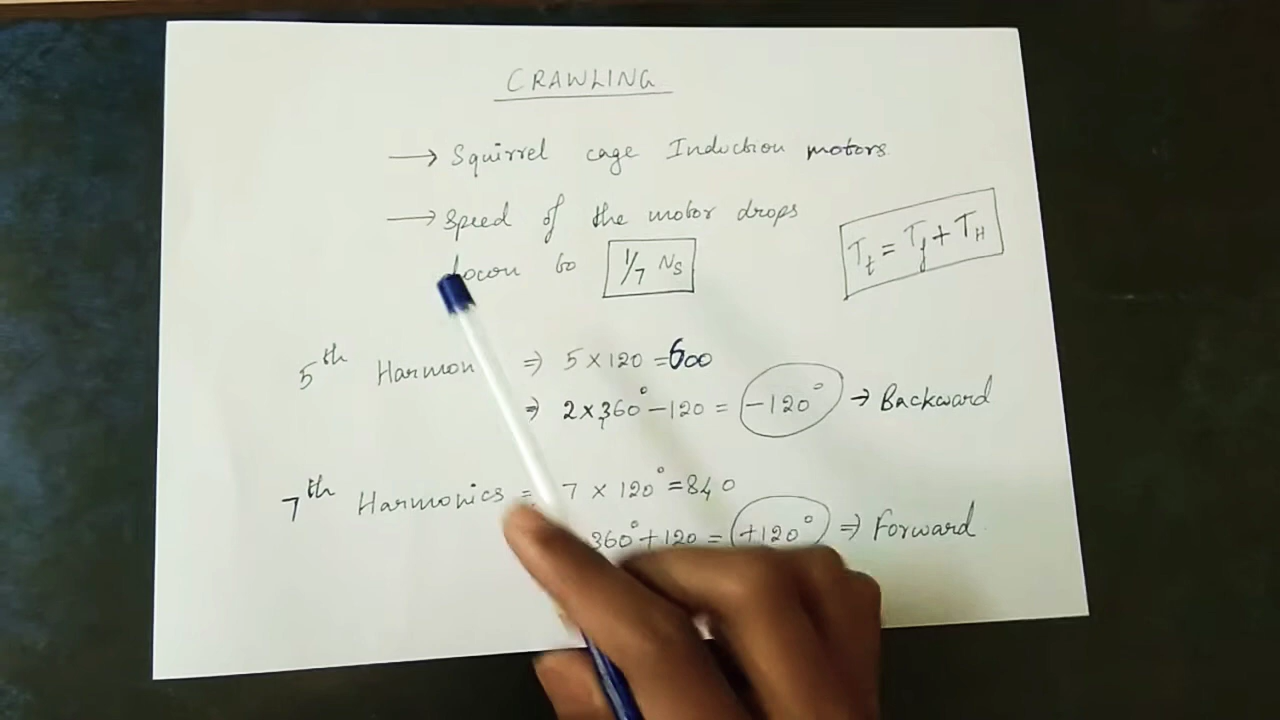 CRAWLING
→ Squirrel cage Induction motors
→ Speed of the motor drops
down to 1/7 Ns
Tt = Tf + TH
5th Harmon ⇒ 5 × 120 = 600
⇒ 2 × 360° - 120 = -120° → Backward
7th Harmonics = 7 × 120° = 840
360° + 120 = +120° ⇒ Forward